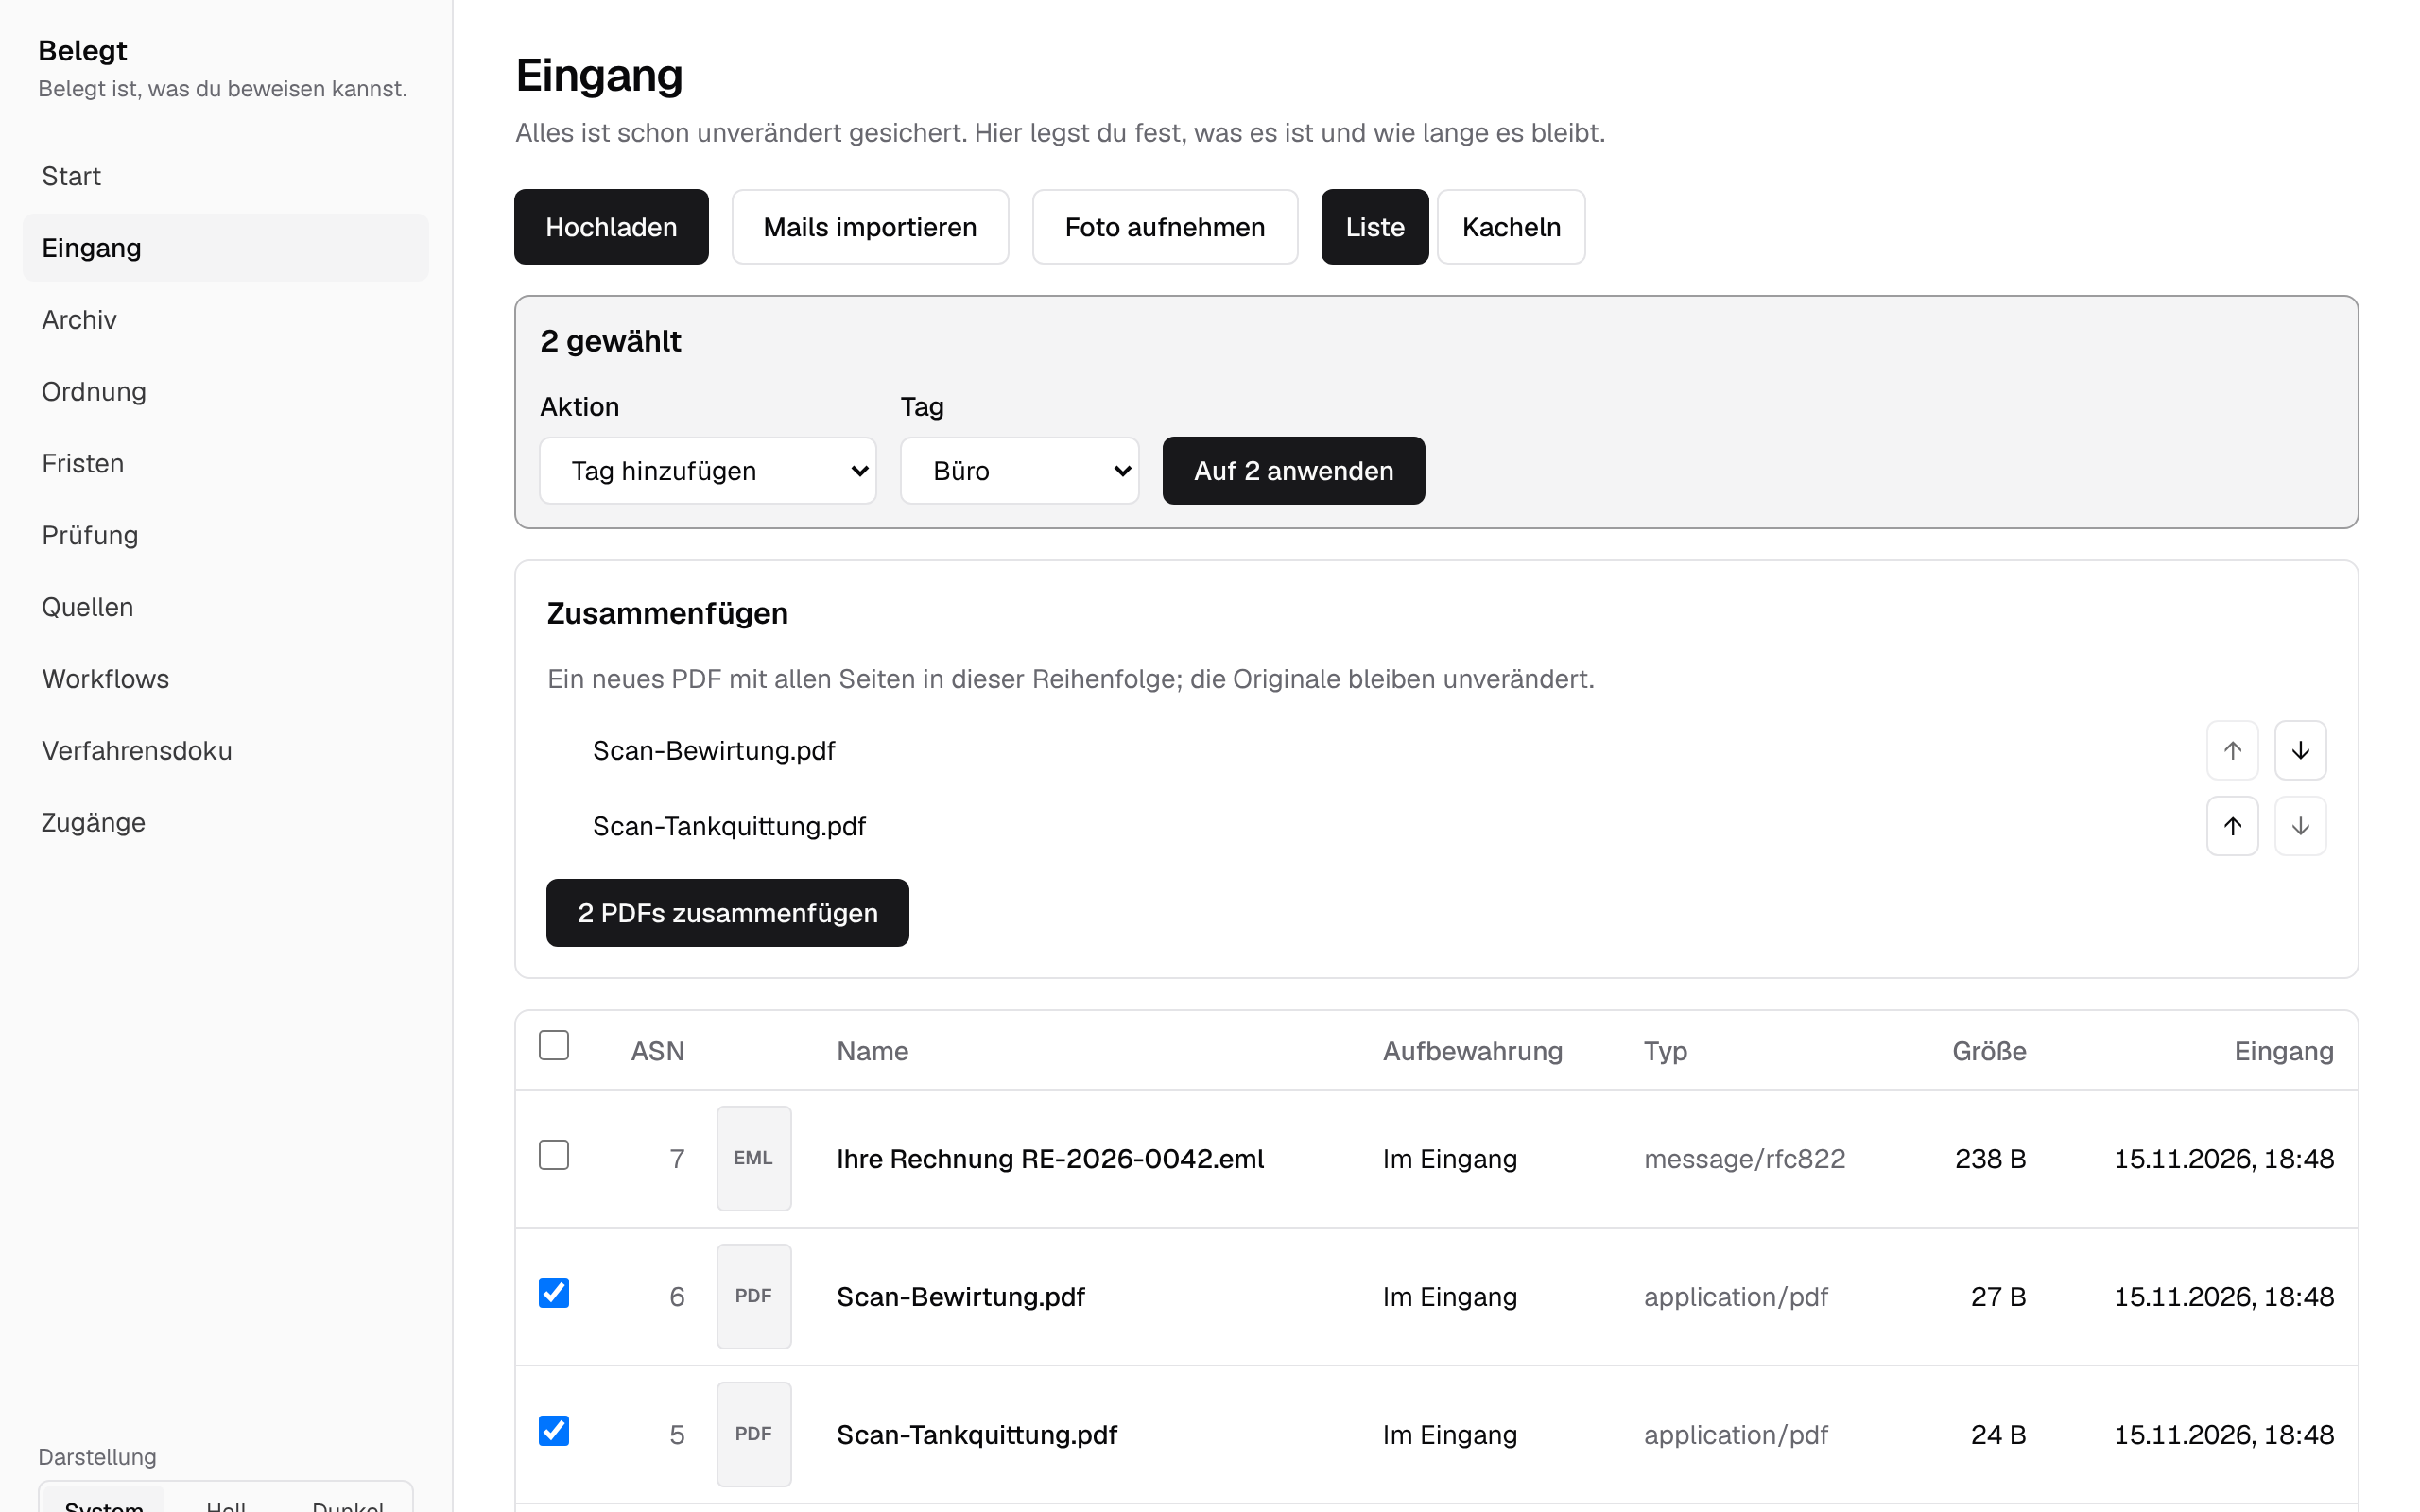 Belegt
Belegt ist, was du beweisen kannst.
Start
Eingang
Archiv
Ordnung
Fristen
Prüfung
Quellen
Workflows
Verfahrensdoku
Zugänge
Darstellung
System Hell Dunkel
Eingang
Alles ist schon unverändert gesichert. Hier legst du fest, was es ist und wie lange es bleibt.
Hochladen Mails importieren Foto aufnehmen Liste Kacheln
2 gewählt
Aktion Tag
Tag hinzufügen Büro Auf 2 anwenden
Zusammenfügen
Ein neues PDF mit allen Seiten in dieser Reihenfolge; die Originale bleiben unverändert.
Scan-Bewirtung.pdf ↑ ↓
Scan-Tankquittung.pdf ↑ ↓
2 PDFs zusammenfügen
ASN Name Aufbewahrung Typ Größe Eingang
7 EML Ihre Rechnung RE-2026-0042.eml Im Eingang message/rfc822 238 B 15.11.2026, 18:48
6 PDF Scan-Bewirtung.pdf Im Eingang application/pdf 27 B 15.11.2026, 18:48
5 PDF Scan-Tankquittung.pdf Im Eingang application/pdf 24 B 15.11.2026, 18:48